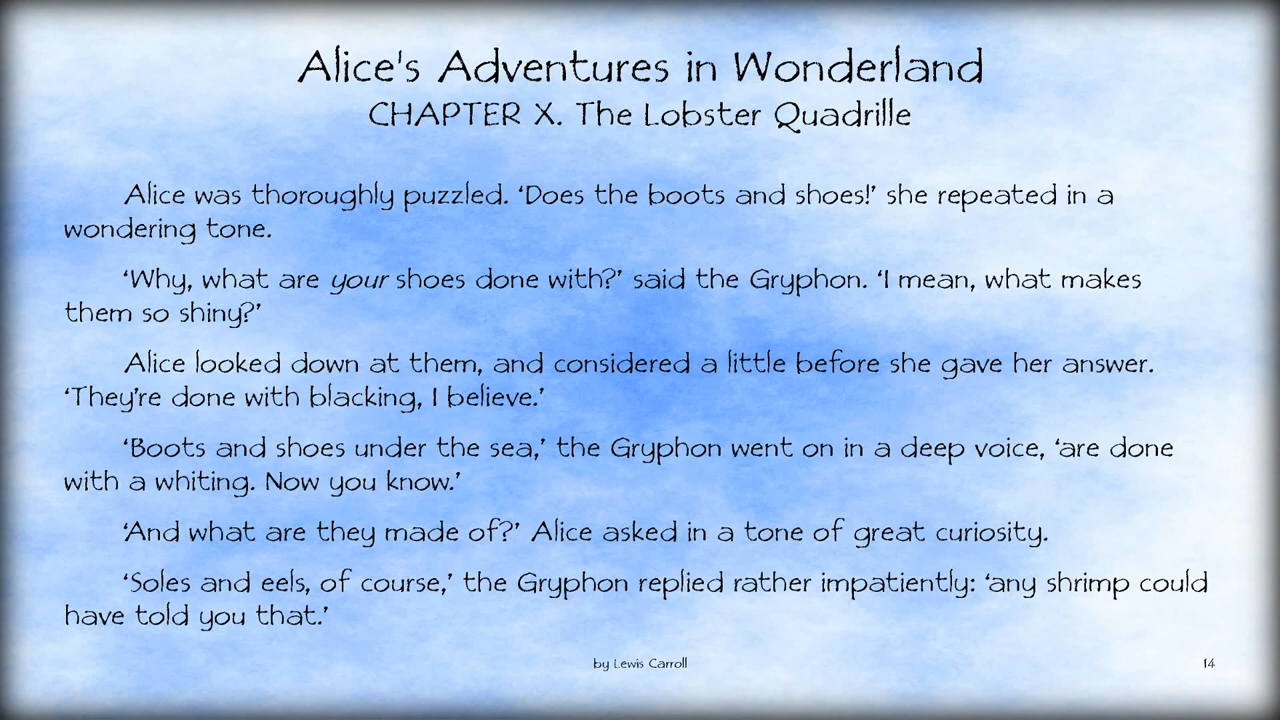 Alice's Adventures in Wonderland
CHAPTER X. The Lobster Quadrille
Alice was thoroughly puzzled. ‘Does the boots and shoes!’ she repeated in a
wondering tone.
‘Why, what are your shoes done with?’ said the Gryphon. ‘I mean, what makes
them so shiny?’
Alice looked down at them, and considered a little before she gave her answer.
‘They’re done with blacking, I believe.’
‘Boots and shoes under the sea,’ the Gryphon went on in a deep voice, ‘are done
with a whiting. Now you know.’
‘And what are they made of?’ Alice asked in a tone of great curiosity.
‘Soles and eels, of course,’ the Gryphon replied rather impatiently: ‘any shrimp could
have told you that.’
by Lewis Carroll
14